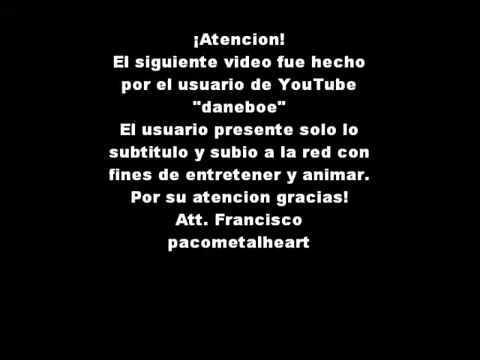 ¡Atencion!
El siguiente video fue hecho
por el usuario de YouTube
"daneboe"
El usuario presente solo lo
subtitulo y subio a la red con
fines de entretener y animar.
Por su atencion gracias!
Att. Francisco
pacometalheart